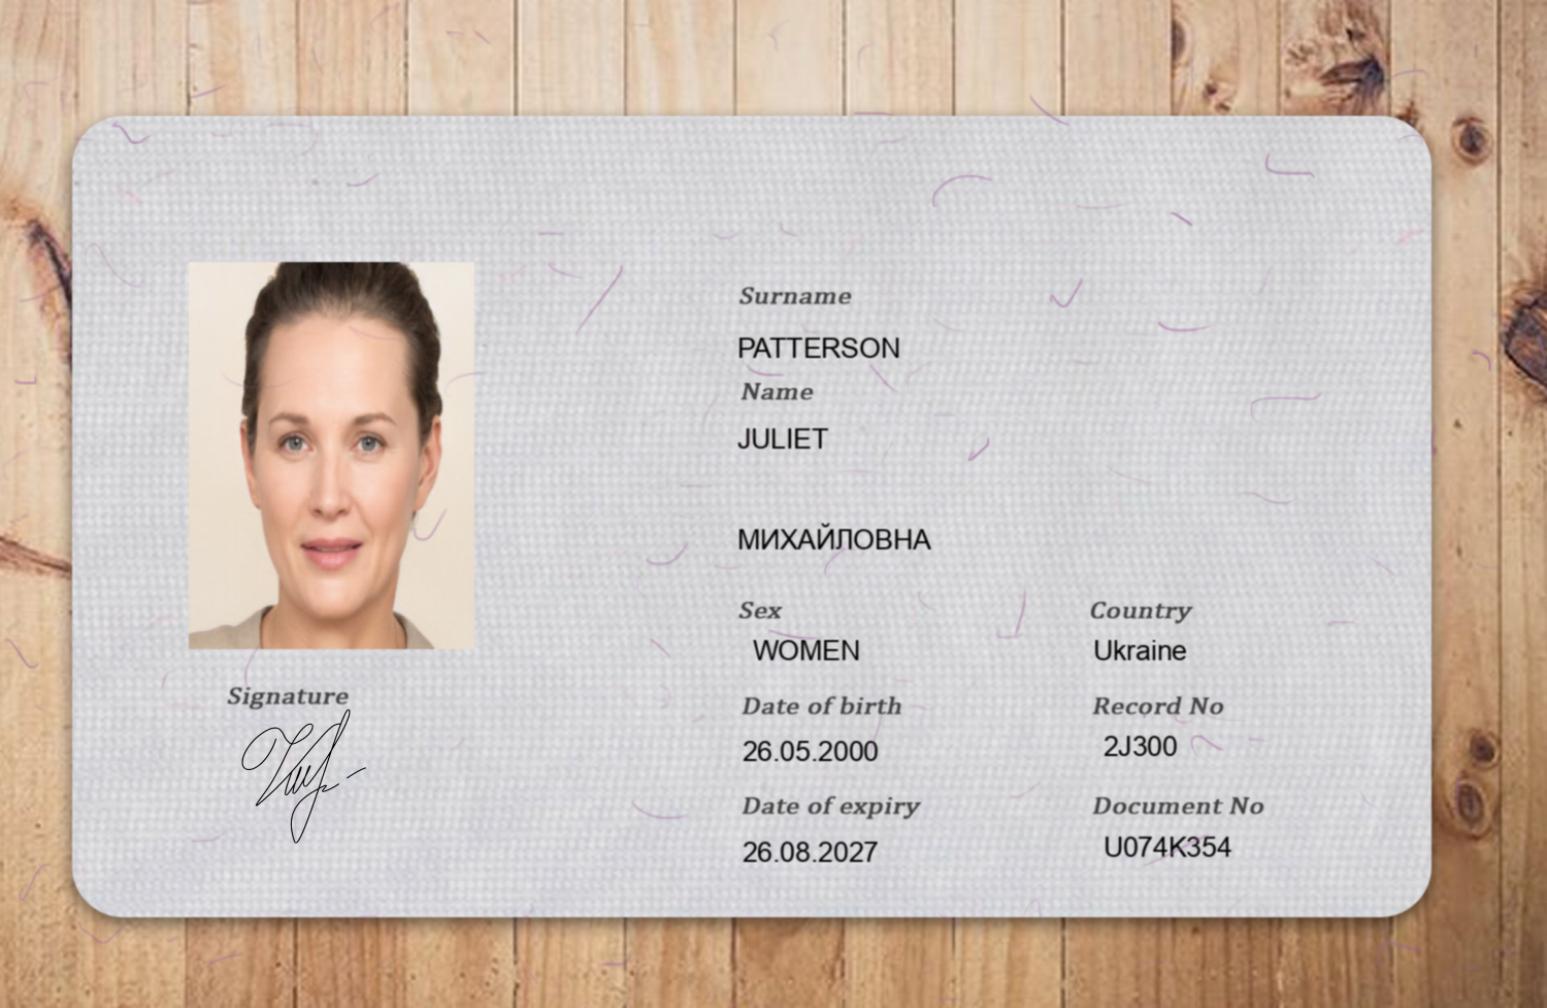 Surname
PATTERSON
Name
JULIET
МИХАЙЛОВНА
Sex
Country
WOMEN
Ukraine
Signature
Date of birth
Record No
26.05.2000
2J300
Date of expiry
Document No
26.08.2027
U074K354